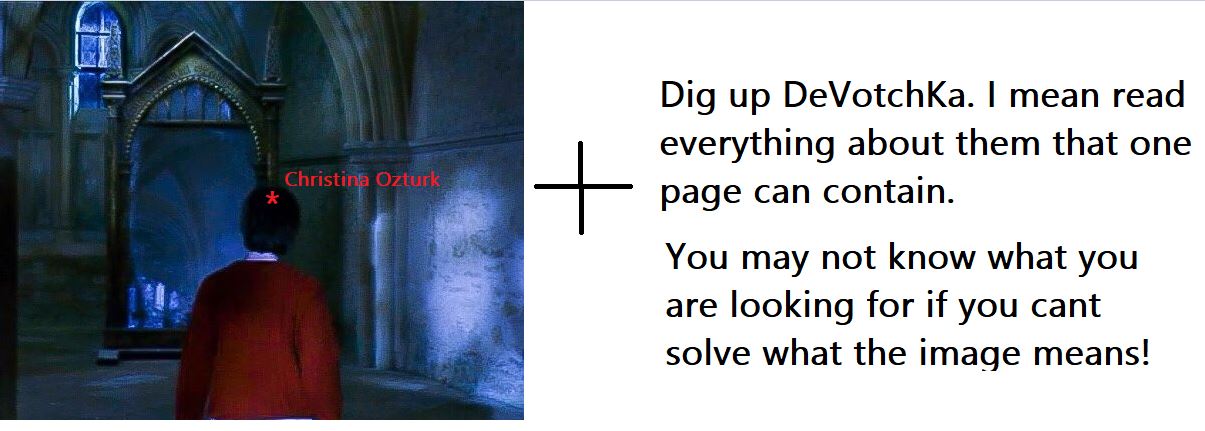 Christina Ozturk
*
Dig up DeVotchKa. I mean read
everything about them that one
page can contain.
You may not know what you
are looking for if you cant
solve what the image means!